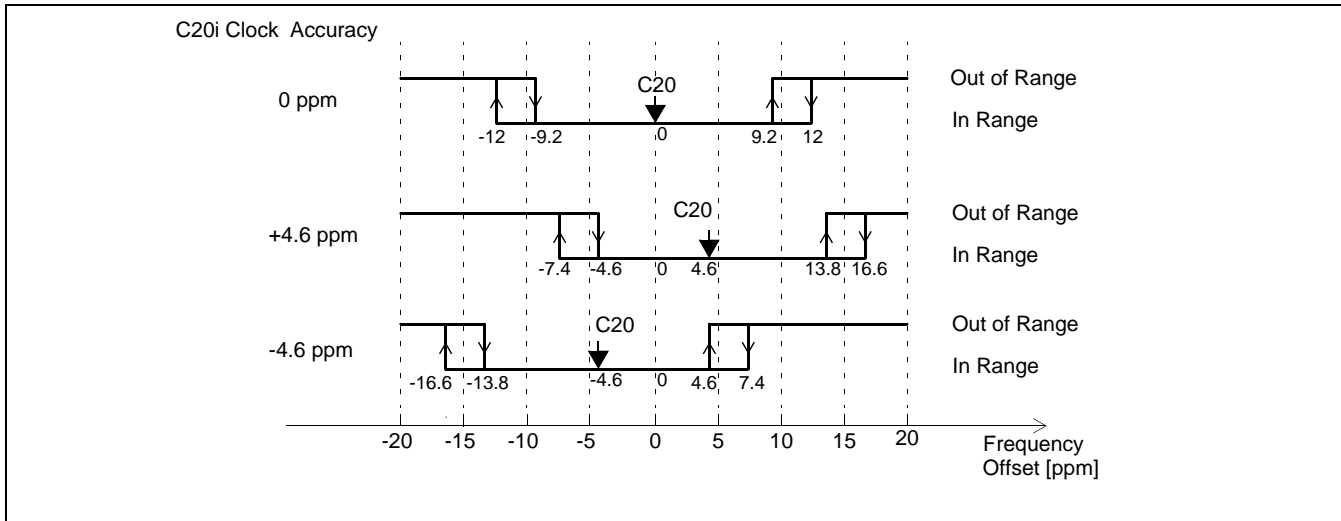 C20i Clock Accuracy
0 ppm
C20
Out of Range
In Range
-12 -9.2 0 9.2 12
+4.6 ppm
C20
Out of Range
In Range
-7.4 -4.6 0 4.6 13.8 16.6
-4.6 ppm
C20
Out of Range
In Range
-16.6 -13.8 -4.6 0 4.6 7.4
-20 -15 -10 -5 0 5 10 15 20
Frequency
Offset [ppm]